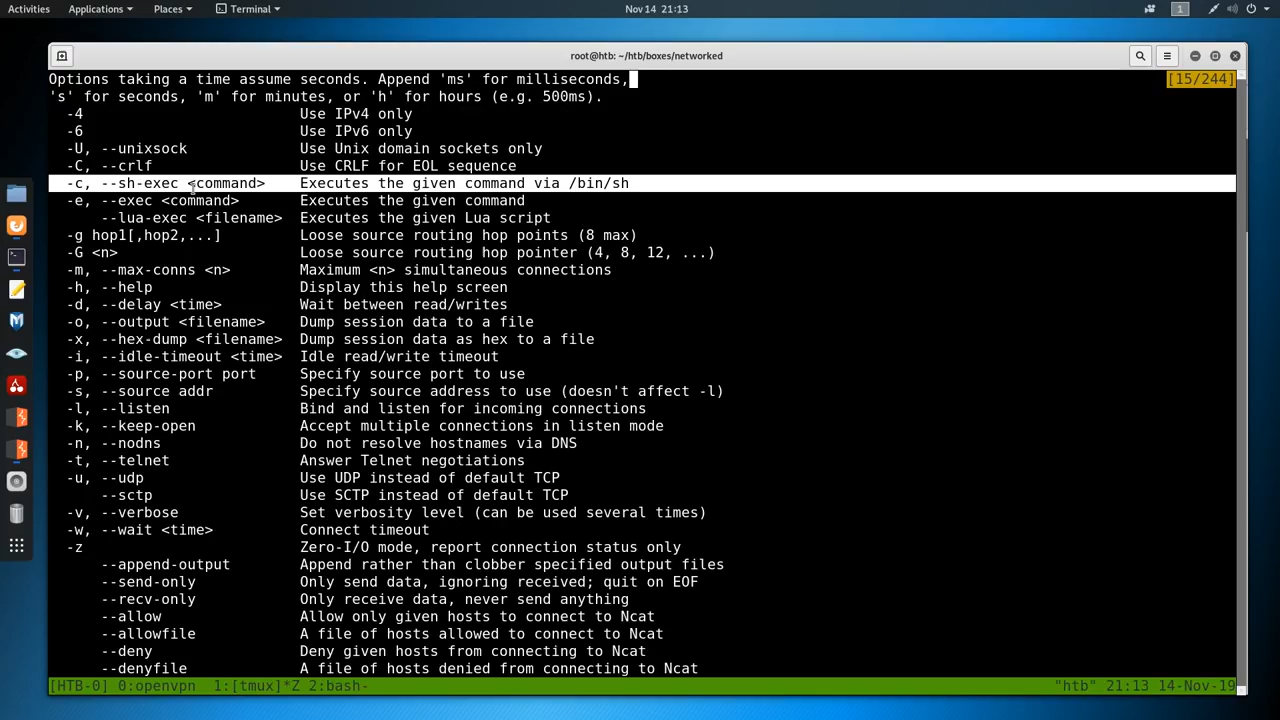 Activities Applications Places Terminal Nov 14 21:13 1
root@htb: ~/htb/boxes/networked
Options taking a time assume seconds. Append 'ms' for milliseconds, [15/244]
's' for seconds, 'm' for minutes, or 'h' for hours (e.g. 500ms).
-4 Use IPv4 only
-6 Use IPv6 only
-U, --unixsock Use Unix domain sockets only
-C, --crlf Use CRLF for EOL sequence
-c, --sh-exec <command> Executes the given command via /bin/sh
-e, --exec <command> Executes the given command
--lua-exec <filename> Executes the given Lua script
-g hop1[,hop2,...] Loose source routing hop points (8 max)
-G <n> Loose source routing hop pointer (4, 8, 12, ...)
-m, --max-conns <n> Maximum <n> simultaneous connections
-h, --help Display this help screen
-d, --delay <time> Wait between read/writes
-o, --output <filename> Dump session data to a file
-x, --hex-dump <filename> Dump session data as hex to a file
-i, --idle-timeout <time> Idle read/write timeout
-p, --source-port port Specify source port to use
-s, --source addr Specify source address to use (doesn't affect -l)
-l, --listen Bind and listen for incoming connections
-k, --keep-open Accept multiple connections in listen mode
-n, --nodns Do not resolve hostnames via DNS
-t, --telnet Answer Telnet negotiations
-u, --udp Use UDP instead of default TCP
--sctp Use SCTP instead of default TCP
-v, --verbose Set verbosity level (can be used several times)
-w, --wait <time> Connect timeout
-z Zero-I/O mode, report connection status only
--append-output Append rather than clobber specified output files
--send-only Only send data, ignoring received; quit on EOF
--recv-only Only receive data, never send anything
--allow Allow only given hosts to connect to Ncat
--allowfile A file of hosts allowed to connect to Ncat
--deny Deny given hosts from connecting to Ncat
--denyfile A file of hosts denied from connecting to Ncat
[HTB-0] 0:openvpn 1:[tmux]*Z 2:bash- "htb" 21:13 14-Nov-19